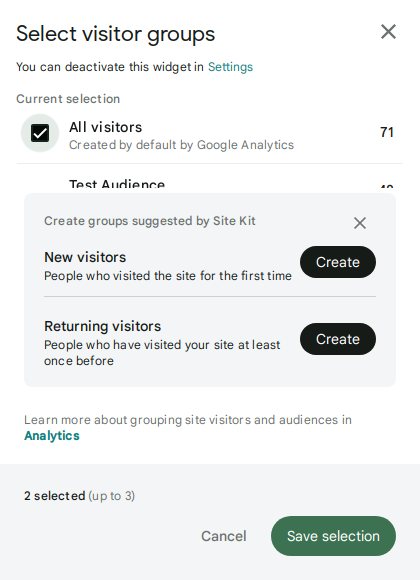 Select visitor groups
You can deactivate this widget in Settings
Current selection
All visitors
71
Created by default by Google Analytics
Test Audience
Create groups suggested by Site Kit
New visitors
People who visited the site for the first time
Create
Returning visitors
People who have visited your site at least
once before
Create
Learn more about grouping site visitors and audiences in
Analytics
2 selected (up to 3)
Cancel
Save selection